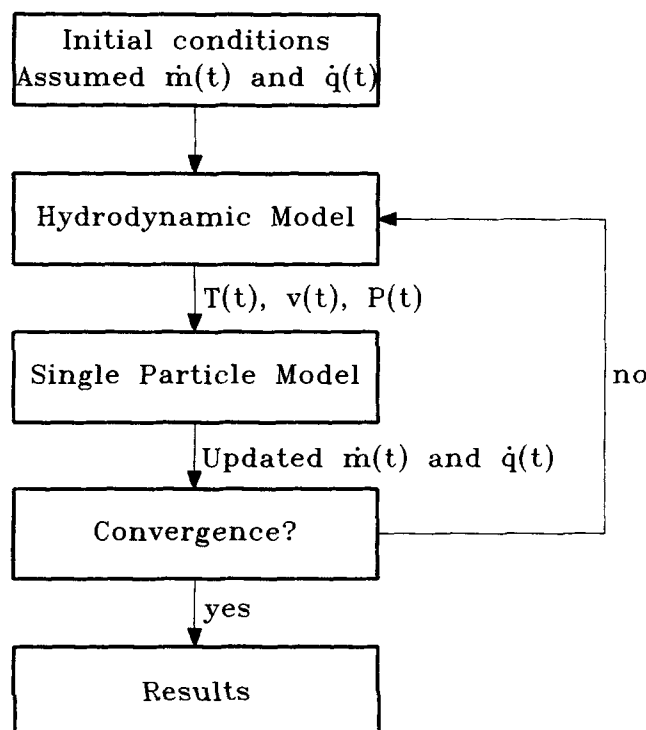 Initial conditions
Assumed ṁ(t) and q̇(t)
Hydrodynamic Model
T(t), v(t), P(t)
Single Particle Model
no
Updated ṁ(t) and q̇(t)
Convergence?
yes
Results